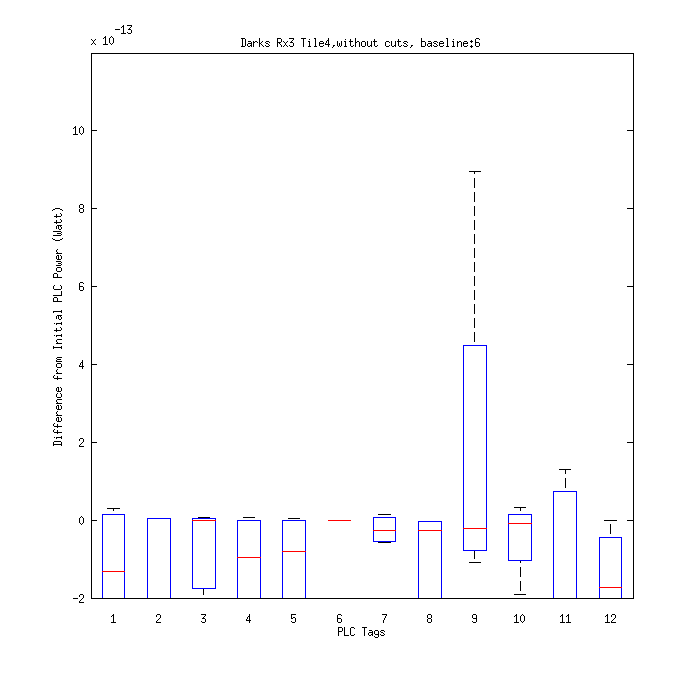 x 10-13
Darks Rx3 Tile4,without cuts, baseline:6
10
8
6
4
2
0
-2
Difference from Initial PLC Power (Watt)
1 2 3 4 5 6 7 8 9 10 11 12
PLC Tags